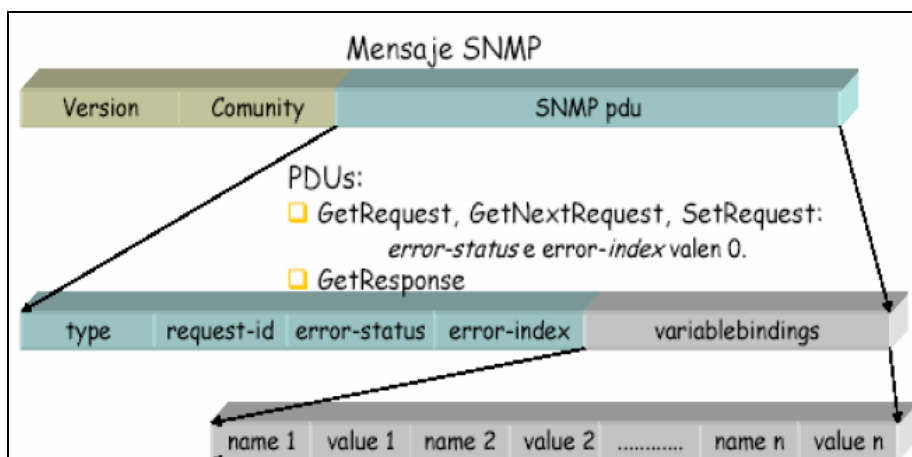 Mensaje SNMP
Version Comunity SNMP pdu
PDUs:
GetRequest, GetNextRequest, SetRequest:
error-status e error-index valen 0.
GetResponse
type request-id error-status error-index variablebindings
name 1 value 1 name 2 value 2 ............ name n value n